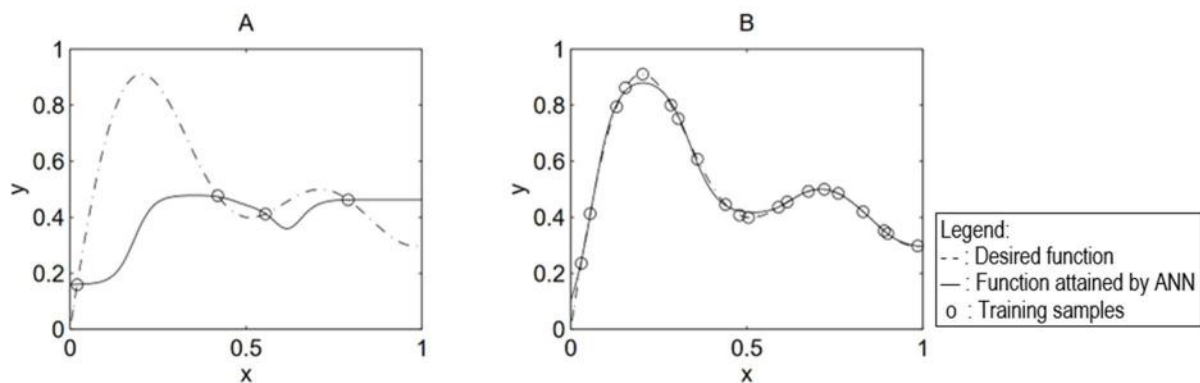 A
1
0.8
0.6
0.4
0.2
0
y
0
0.5
1
x
B
1
0.8
0.6
0.4
0.2
0
y
0
0.5
1
x
Legend:
- - : Desired function
— : Function attained by ANN
o : Training samples